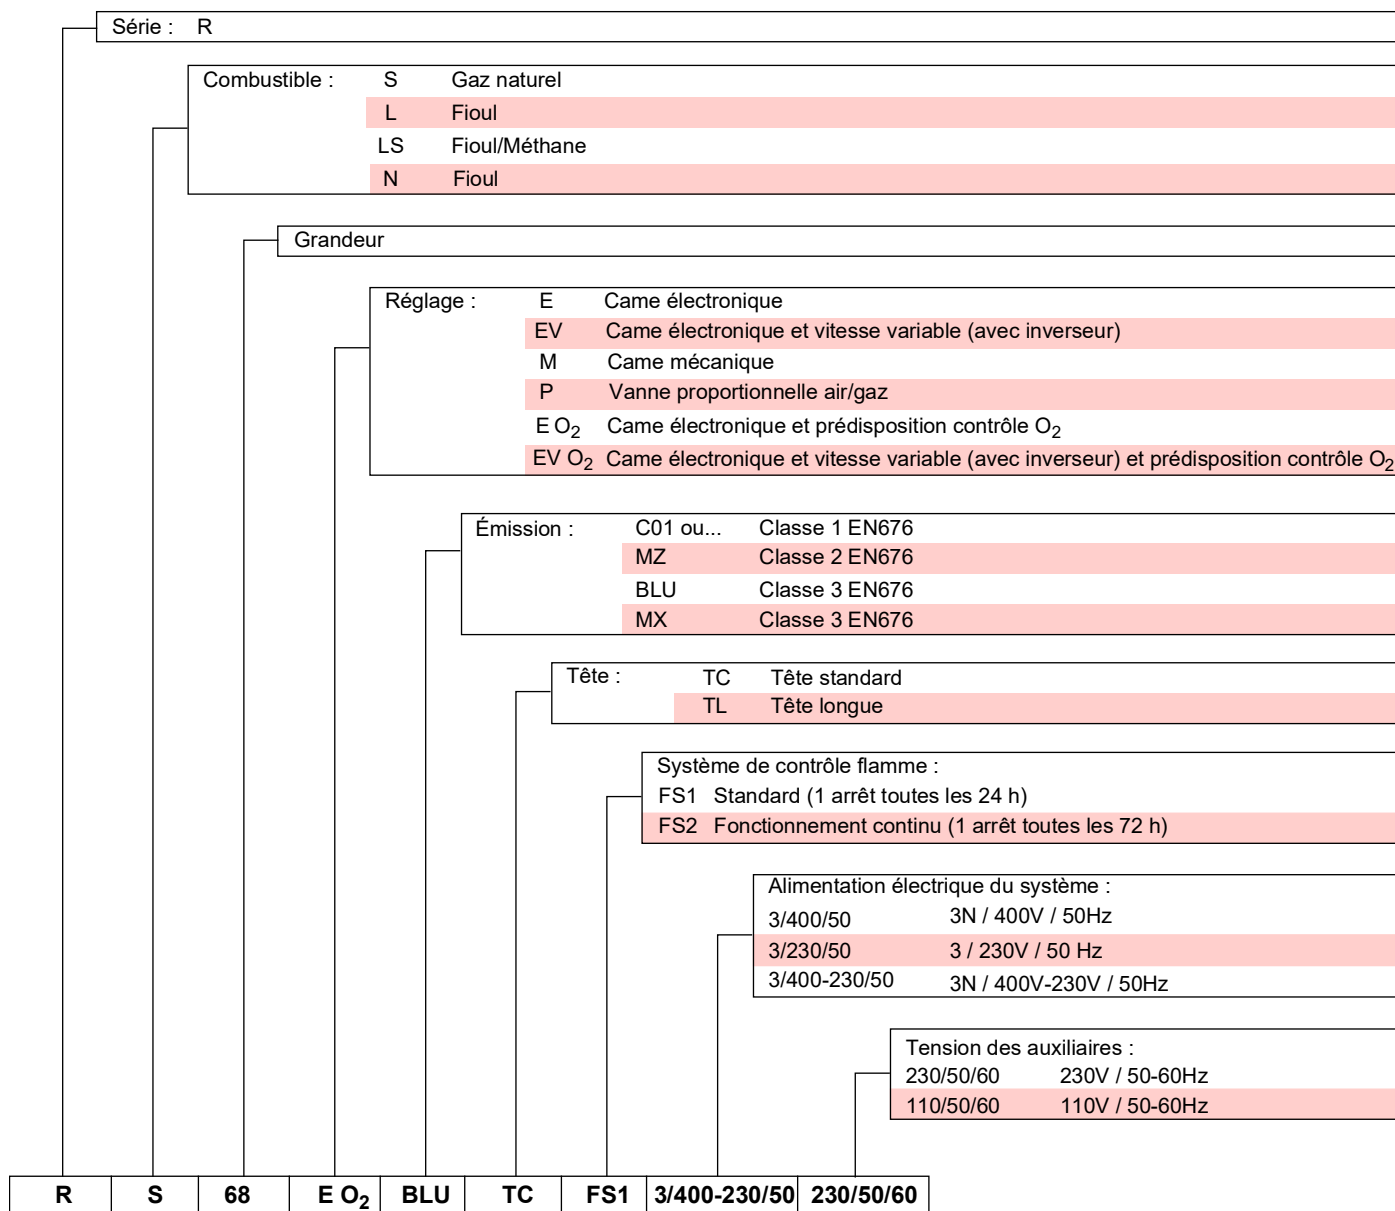 Série : R
Combustible : S Gaz naturel
L Fioul
LS Fioul/Méthane
N Fioul
Grandeur
Réglage : E Came électronique
EV Came électronique et vitesse variable (avec inverseur)
M Came mécanique
P Vanne proportionnelle air/gaz
E O2 Came électronique et prédisposition contrôle O2
EV O2 Came électronique et vitesse variable (avec inverseur) et prédisposition contrôle O2
Émission : C01 ou... Classe 1 EN676
MZ Classe 2 EN676
BLU Classe 3 EN676
MX Classe 3 EN676
Tête : TC Tête standard
TL Tête longue
Système de contrôle flamme :
FS1 Standard (1 arrêt toutes les 24 h)
FS2 Fonctionnement continu (1 arrêt toutes les 72 h)
Alimentation électrique du système :
3/400/50 3N / 400V / 50Hz
3/230/50 3 / 230V / 50 Hz
3/400-230/50 3N / 400V-230V / 50Hz
Tension des auxiliaires :
230/50/60 230V / 50-60Hz
110/50/60 110V / 50-60Hz
R S 68 E O2 BLU TC FS1 3/400-230/50 230/50/60